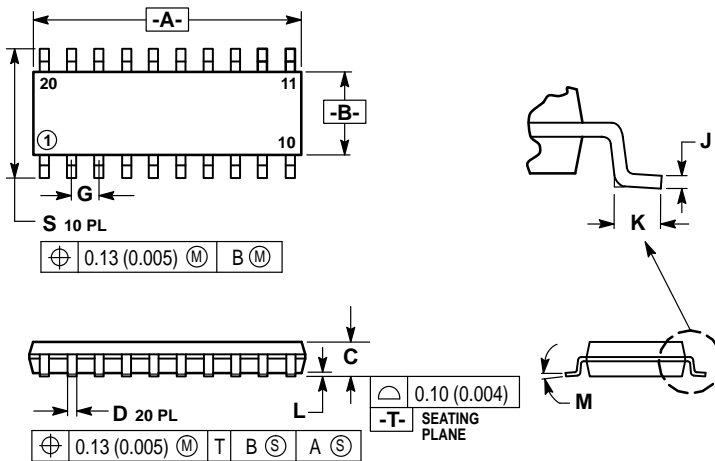 -A-
20 11
-B-
1 10
G
S 10 PL
⌖ 0.13 (0.005) Ⓜ B Ⓜ
J
K
C
L
D 20 PL
⌖ 0.13 (0.005) Ⓜ T B Ⓢ A Ⓢ
⌓ 0.10 (0.004)
-T- SEATING
PLANE
M